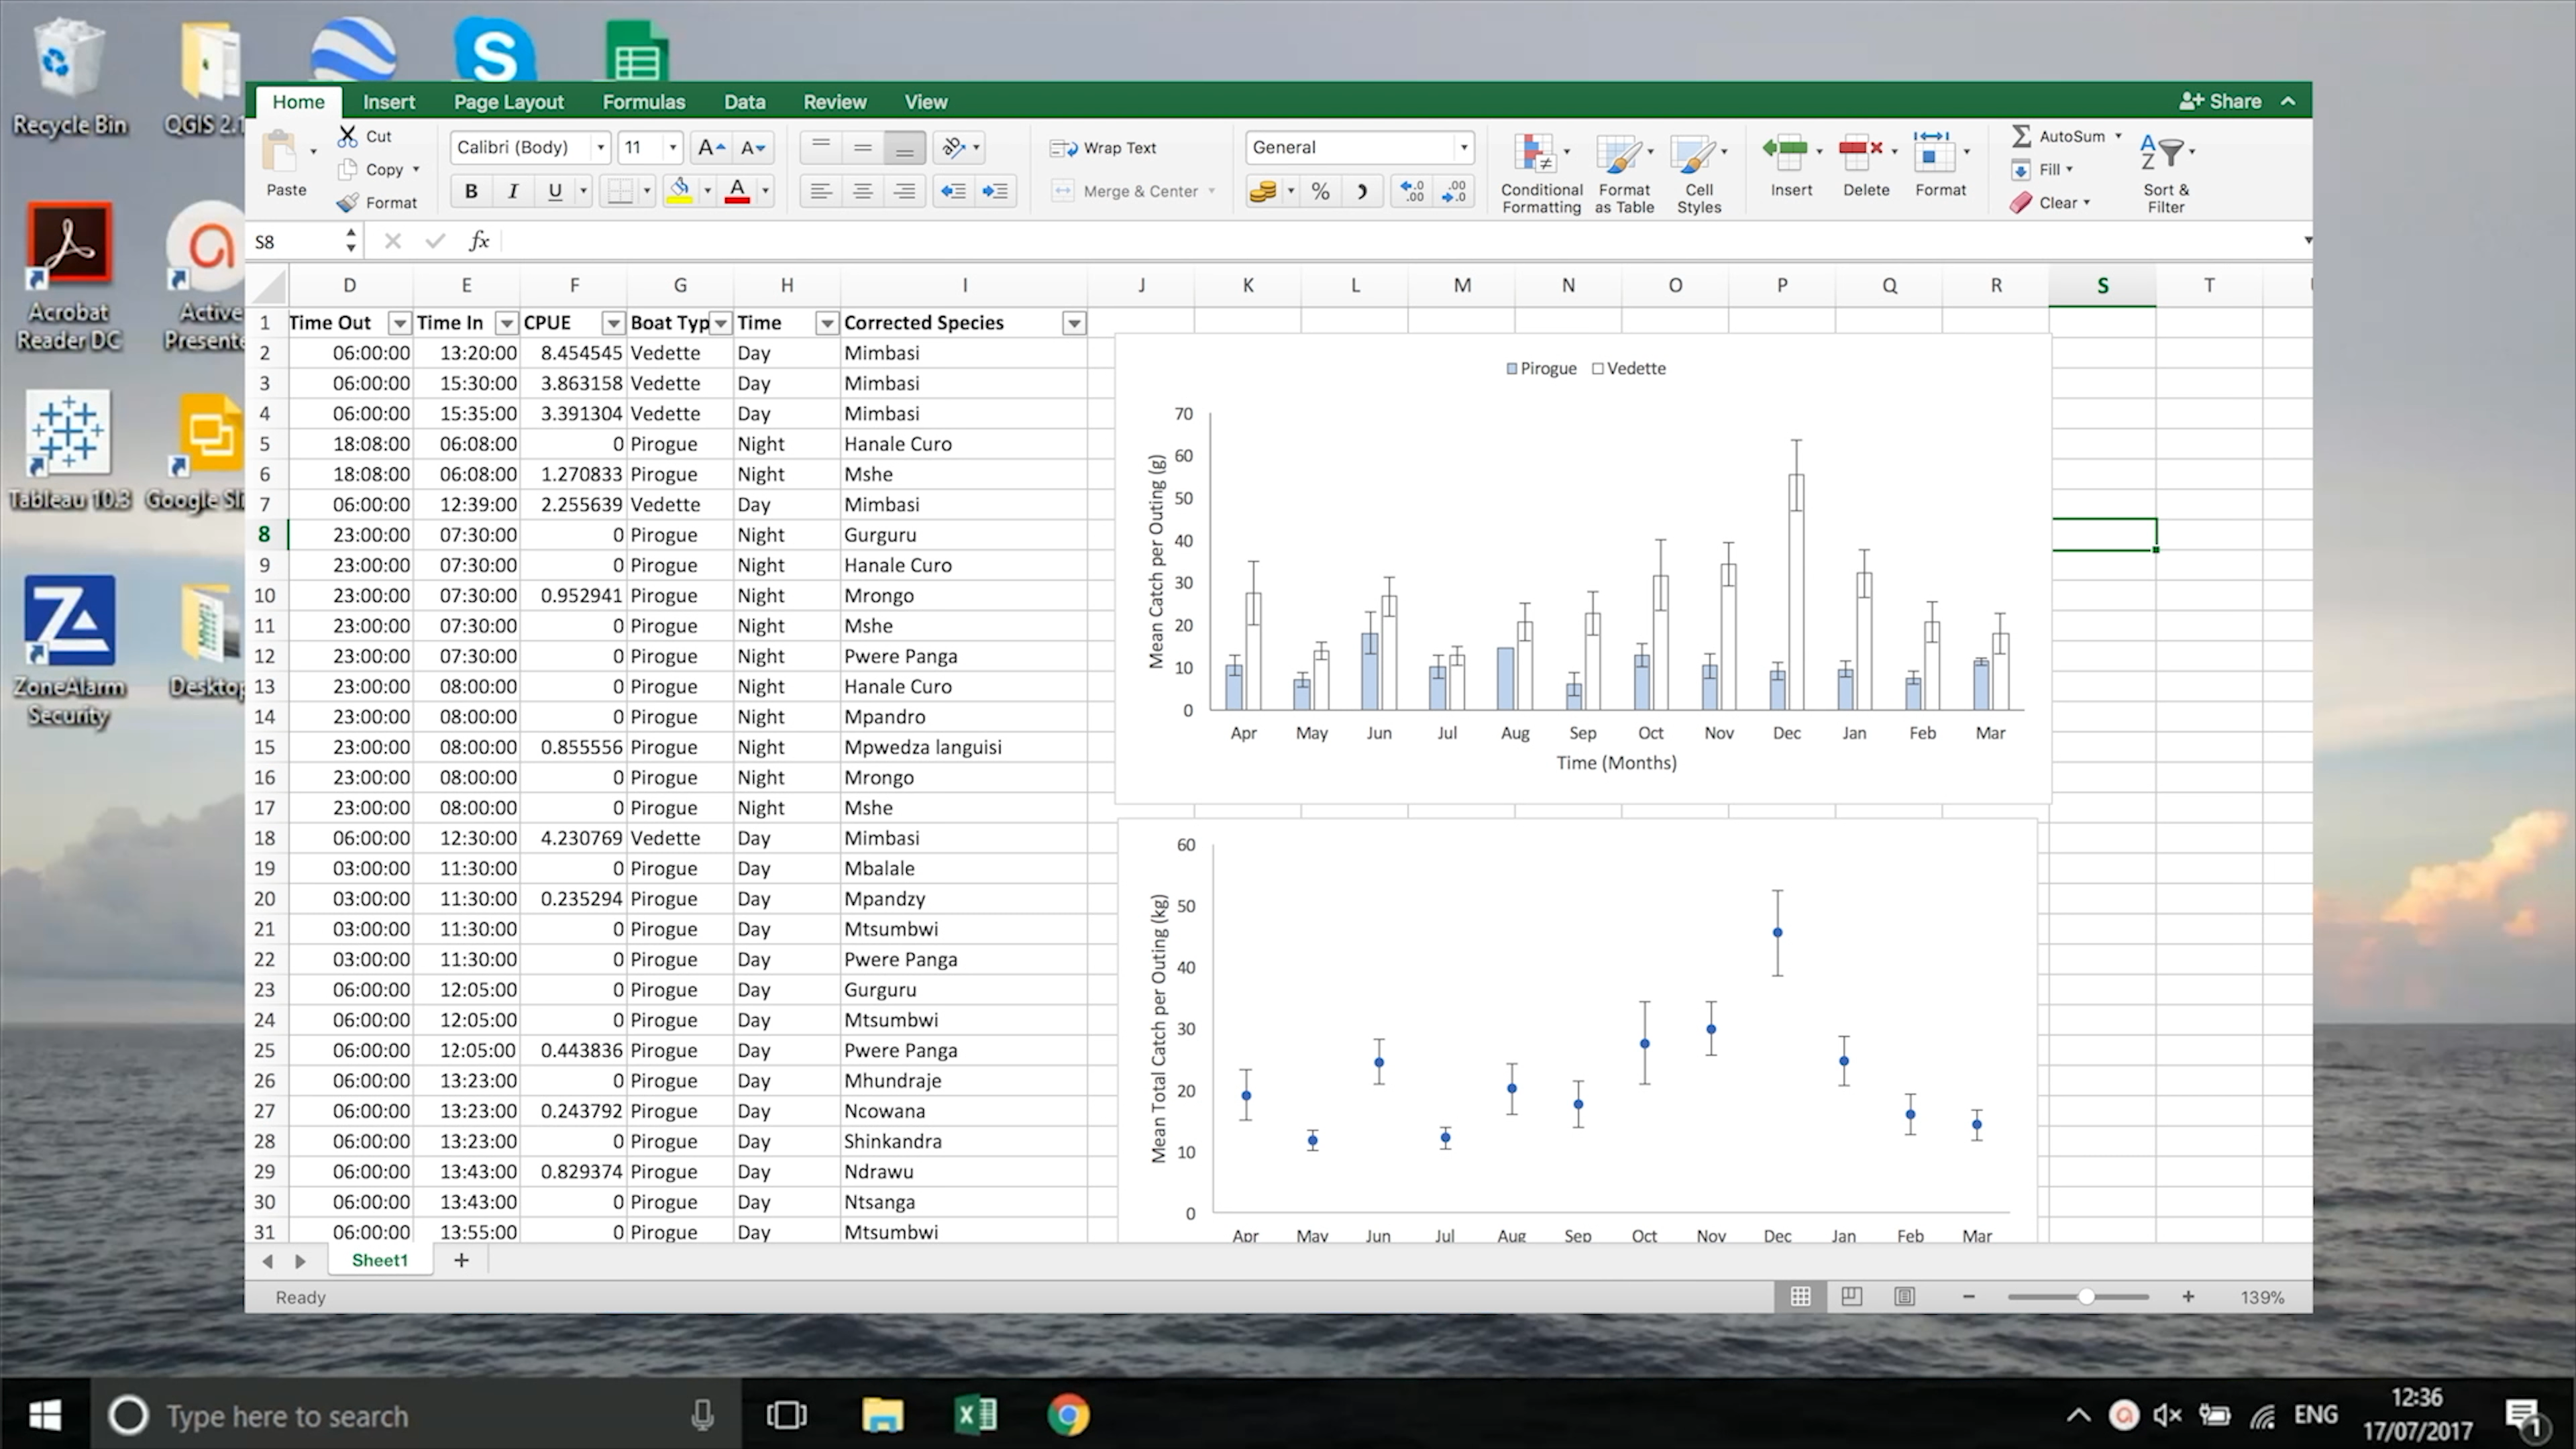 Recycle Bin
QGIS 2.1
Acrobat
Reader DC
Active
Presente
Tableau 10.3
Google Sl
ZoneAlarm
Security
Desktop
Home Insert Page Layout Formulas Data Review View Share
Paste
Cut
Copy
Format
Calibri (Body) 11
Wrap Text
Merge & Center
General
Conditional
Formatting
Format
as Table
Cell
Styles
Insert
Delete
Format
AutoSum
Fill
Clear
Sort &
Filter
S8 fx
D E F G H I J K L M N O P Q R S T
1 Time Out Time In CPUE Boat Typ Time Corrected Species
2 06:00:00 13:20:00 8.454545 Vedette Day Mimbasi
3 06:00:00 15:30:00 3.863158 Vedette Day Mimbasi
4 06:00:00 15:35:00 3.391304 Vedette Day Mimbasi
5 18:08:00 06:08:00 0 Pirogue Night Hanale Curo
6 18:08:00 06:08:00 1.270833 Pirogue Night Mshe
7 06:00:00 12:39:00 2.255639 Vedette Day Mimbasi
8 23:00:00 07:30:00 0 Pirogue Night Gurguru
9 23:00:00 07:30:00 0 Pirogue Night Hanale Curo
10 23:00:00 07:30:00 0.952941 Pirogue Night Mrongo
11 23:00:00 07:30:00 0 Pirogue Night Mshe
12 23:00:00 07:30:00 0 Pirogue Night Pwere Panga
13 23:00:00 08:00:00 0 Pirogue Night Hanale Curo
14 23:00:00 08:00:00 0 Pirogue Night Mpandro
15 23:00:00 08:00:00 0.855556 Pirogue Night Mpwedza languisi
16 23:00:00 08:00:00 0 Pirogue Night Mrongo
17 23:00:00 08:00:00 0 Pirogue Night Mshe
18 06:00:00 12:30:00 4.230769 Vedette Day Mimbasi
19 03:00:00 11:30:00 0 Pirogue Day Mbalale
20 03:00:00 11:30:00 0.235294 Pirogue Day Mpandzy
21 03:00:00 11:30:00 0 Pirogue Day Mtsumbwi
22 03:00:00 11:30:00 0 Pirogue Day Pwere Panga
23 06:00:00 12:05:00 0 Pirogue Day Gurguru
24 06:00:00 12:05:00 0 Pirogue Day Mtsumbwi
25 06:00:00 12:05:00 0.443836 Pirogue Day Pwere Panga
26 06:00:00 13:23:00 0 Pirogue Day Mhundraje
27 06:00:00 13:23:00 0.243792 Pirogue Day Ncowana
28 06:00:00 13:23:00 0 Pirogue Day Shinkandra
29 06:00:00 13:43:00 0.829374 Pirogue Day Ndrawu
30 06:00:00 13:43:00 0 Pirogue Day Ntsanga
31 06:00:00 13:55:00 0 Pirogue Day Mtsumbwi
Pirogue Vedette
Mean Catch per Outing (g)
70
60
50
40
30
20
10
0
Apr May Jun Jul Aug Sep Oct Nov Dec Jan Feb Mar
Time (Months)
Mean Total Catch per Outing (kg)
60
50
40
30
20
10
0
Apr May Jun Jul Aug Sep Oct Nov Dec Jan Feb Mar
Sheet1 +
Ready
139%
Type here to search
ENG
12:36
17/07/2017
1